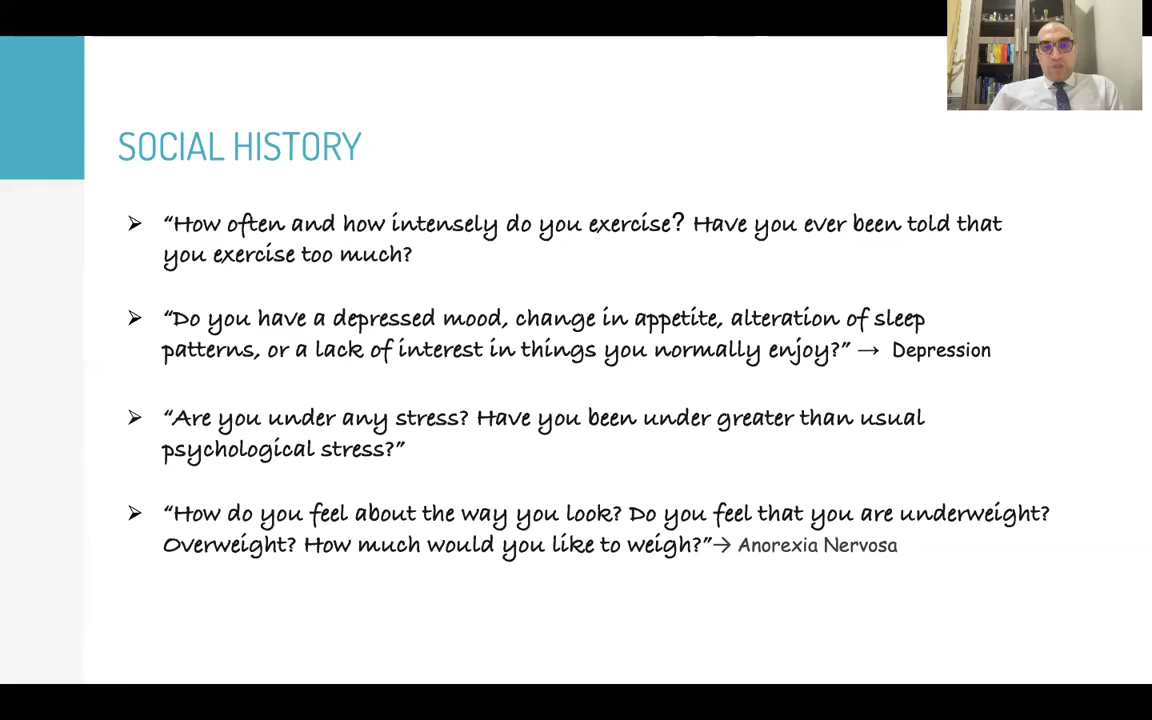 SOCIAL HISTORY
➢ “How often and how intensely do you exercise? Have you ever been told that
you exercise too much?
➢ “Do you have a depressed mood, change in appetite, alteration of sleep
patterns, or a lack of interest in things you normally enjoy?” → Depression
➢ “Are you under any stress? Have you been under greater than usual
psychological stress?”
➢ “How do you feel about the way you look? Do you feel that you are underweight?
Overweight? How much would you like to weigh?”→ Anorexia Nervosa